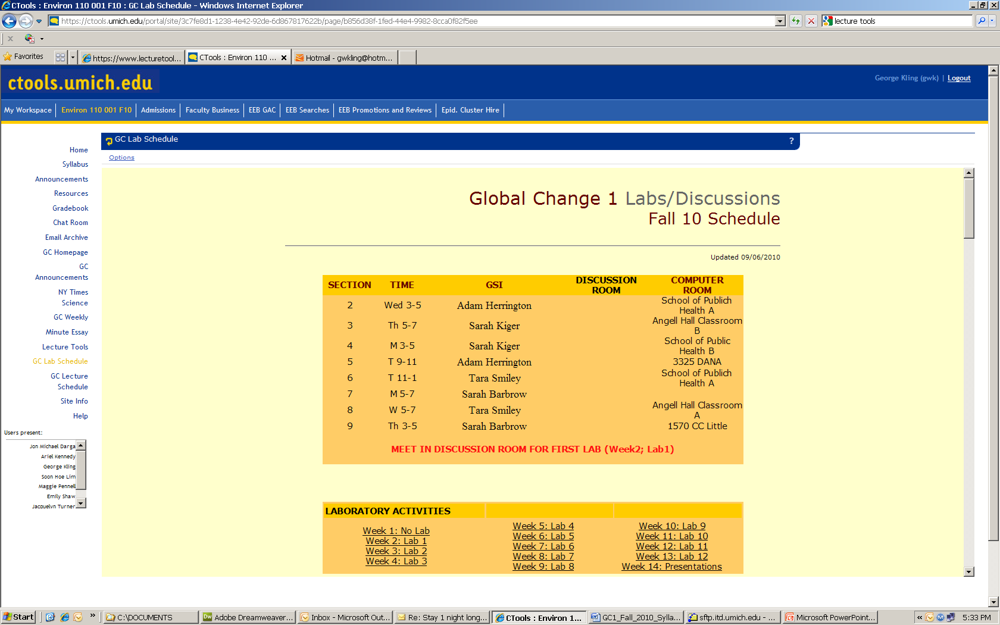 CTools : Environ 110 001 F10 : GC Lab Schedule - Windows Internet Explorer
https://ctools.umich.edu/portal/site/3c7fe8d1-1238-4e42-92de-6d867817622b/page/b856d38f-1fed-44e4-9982-8cca0f82f5ee
lecture tools
Favorites
https://www.lecturetool...
CTools : Environ 110 ...
Hotmail - gwkling@hotm...
ctools.umich.edu
George Kling (gwk) | Logout
My Workspace
Environ 110 001 F10
Admissions
Faculty Business
EEB GAC
EEB Searches
EEB Promotions and Reviews
Epid. Cluster Hire
GC Lab Schedule
?
Options
Home
Syllabus
Announcements
Resources
Gradebook
Chat Room
Email Archive
GC Homepage
GC
Announcements
NY Times
Science
GC Weekly
Minute Essay
Lecture Tools
GC Lab Schedule
GC Lecture
Schedule
Site Info
Help
Users present:
Jon Michael Darga
Ariel Kennedy
George Kling
Soon Hoe Lim
Maggie Pennell
Emily Shaw
Jacquelyn Turner
Global Change 1 Labs/Discussions
Fall 10 Schedule
Updated 09/06/2010
SECTION TIME GSI DISCUSSION ROOM COMPUTER ROOM
2 Wed 3-5 Adam Herrington School of Publich Health A
3 Th 5-7 Sarah Kiger Angell Hall Classroom B
4 M 3-5 Sarah Kiger School of Public Health B
5 T 9-11 Adam Herrington 3325 DANA
6 T 11-1 Tara Smiley School of Publich Health A
7 M 5-7 Sarah Barbrow
8 W 5-7 Tara Smiley Angell Hall Classroom A
9 Th 3-5 Sarah Barbrow 1570 CC Little
MEET IN DISCUSSION ROOM FOR FIRST LAB (Week2; Lab1)
LABORATORY ACTIVITIES
Week 1: No Lab
Week 2: Lab 1
Week 3: Lab 2
Week 4: Lab 3
Week 5: Lab 4
Week 6: Lab 5
Week 7: Lab 6
Week 8: Lab 7
Week 9: Lab 8
Week 10: Lab 9
Week 11: Lab 10
Week 12: Lab 11
Week 13: Lab 12
Week 14: Presentations
Start
C:\DOCUMENTS
Adobe Dreamweaver...
Inbox - Microsoft Out...
Re: Stay 1 night long...
CTools : Environ 1...
GC1_Fall_2010_Sylla...
sftp.itd.umich.edu - ...
Microsoft PowerPoint...
5:33 PM